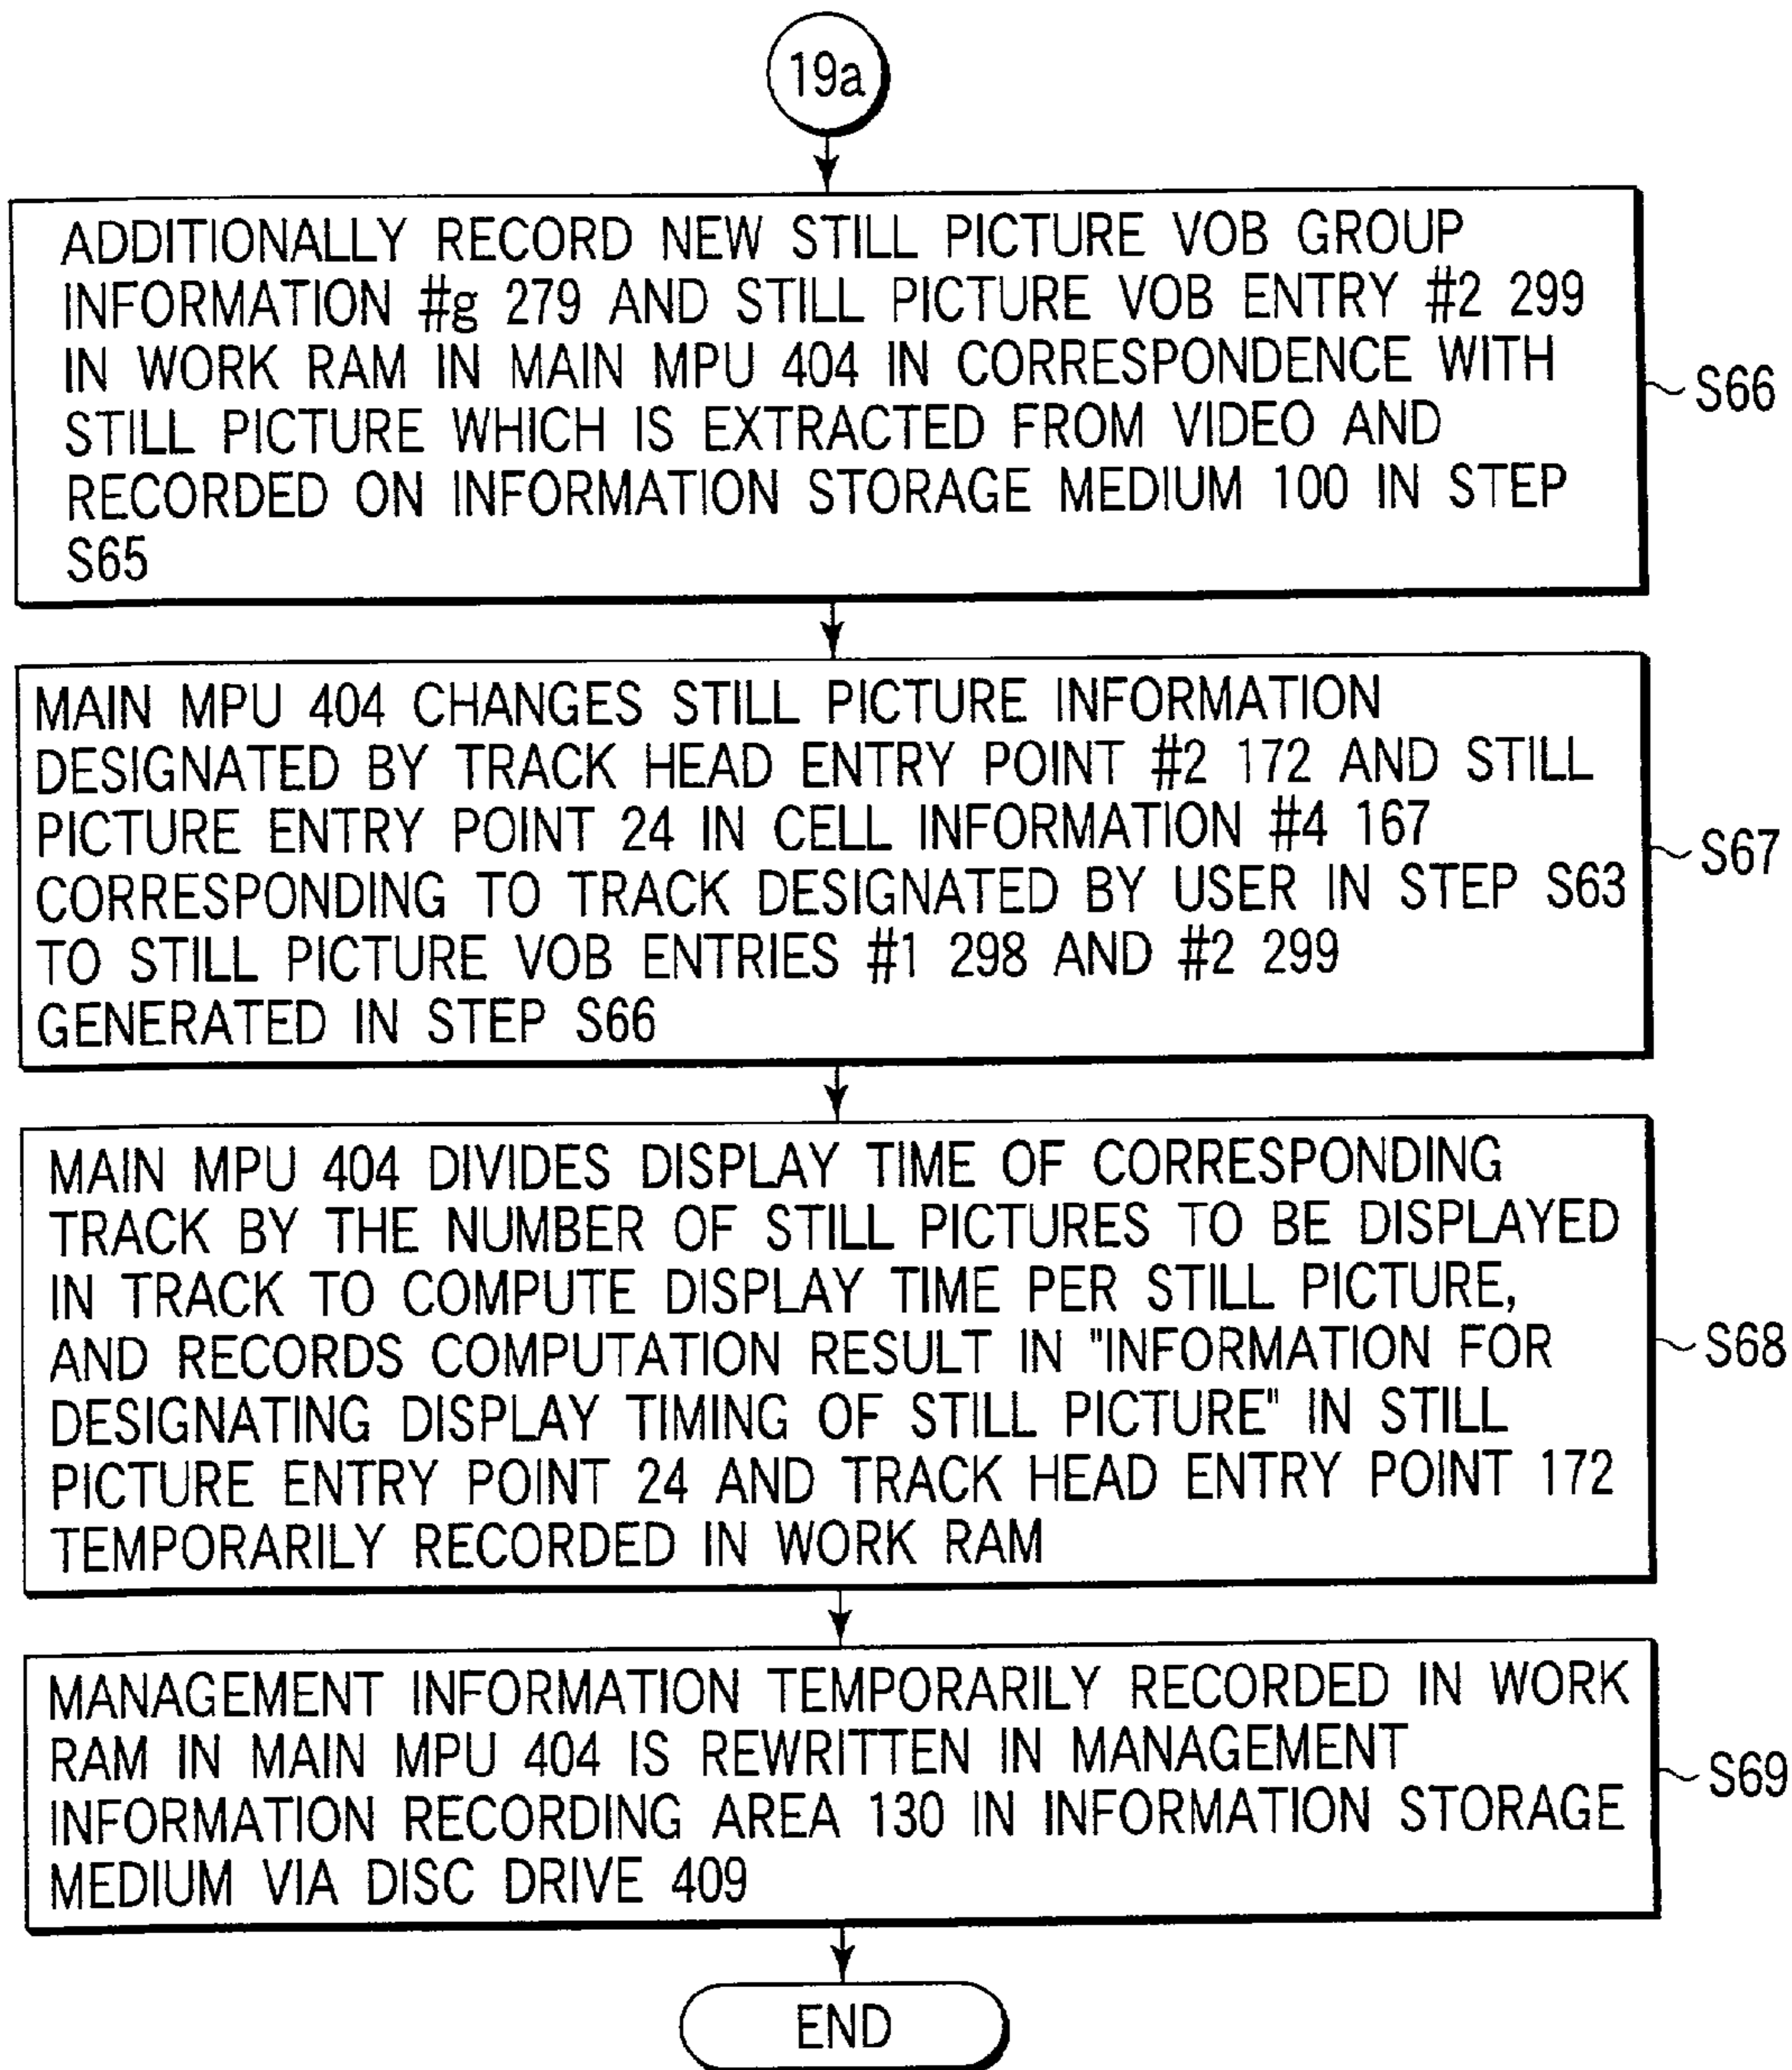 19a
ADDITIONALLY RECORD NEW STILL PICTURE VOB GROUP
INFORMATION #g 279 AND STILL PICTURE VOB ENTRY #2 299
IN WORK RAM IN MAIN MPU 404 IN CORRESPONDENCE WITH
STILL PICTURE WHICH IS EXTRACTED FROM VIDEO AND
RECORDED ON INFORMATION STORAGE MEDIUM 100 IN STEP
S65
S66
MAIN MPU 404 CHANGES STILL PICTURE INFORMATION
DESIGNATED BY TRACK HEAD ENTRY POINT #2 172 AND STILL
PICTURE ENTRY POINT 24 IN CELL INFORMATION #4 167
CORRESPONDING TO TRACK DESIGNATED BY USER IN STEP S63
TO STILL PICTURE VOB ENTRIES #1 298 AND #2 299
GENERATED IN STEP S66
S67
MAIN MPU 404 DIVIDES DISPLAY TIME OF CORRESPONDING
TRACK BY THE NUMBER OF STILL PICTURES TO BE DISPLAYED
IN TRACK TO COMPUTE DISPLAY TIME PER STILL PICTURE,
AND RECORDS COMPUTATION RESULT IN "INFORMATION FOR
DESIGNATING DISPLAY TIMING OF STILL PICTURE" IN STILL
PICTURE ENTRY POINT 24 AND TRACK HEAD ENTRY POINT 172
TEMPORARILY RECORDED IN WORK RAM
S68
MANAGEMENT INFORMATION TEMPORARILY RECORDED IN WORK
RAM IN MAIN MPU 404 IS REWRITTEN IN MANAGEMENT
INFORMATION RECORDING AREA 130 IN INFORMATION STORAGE
MEDIUM VIA DISC DRIVE 409
S69
END